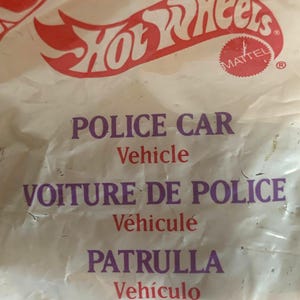 Hot Wheels®
MATTEL ®
POLICE CAR
Vehicle
VOITURE DE POLICE
Véhicule
PATRULLA
Vehículo